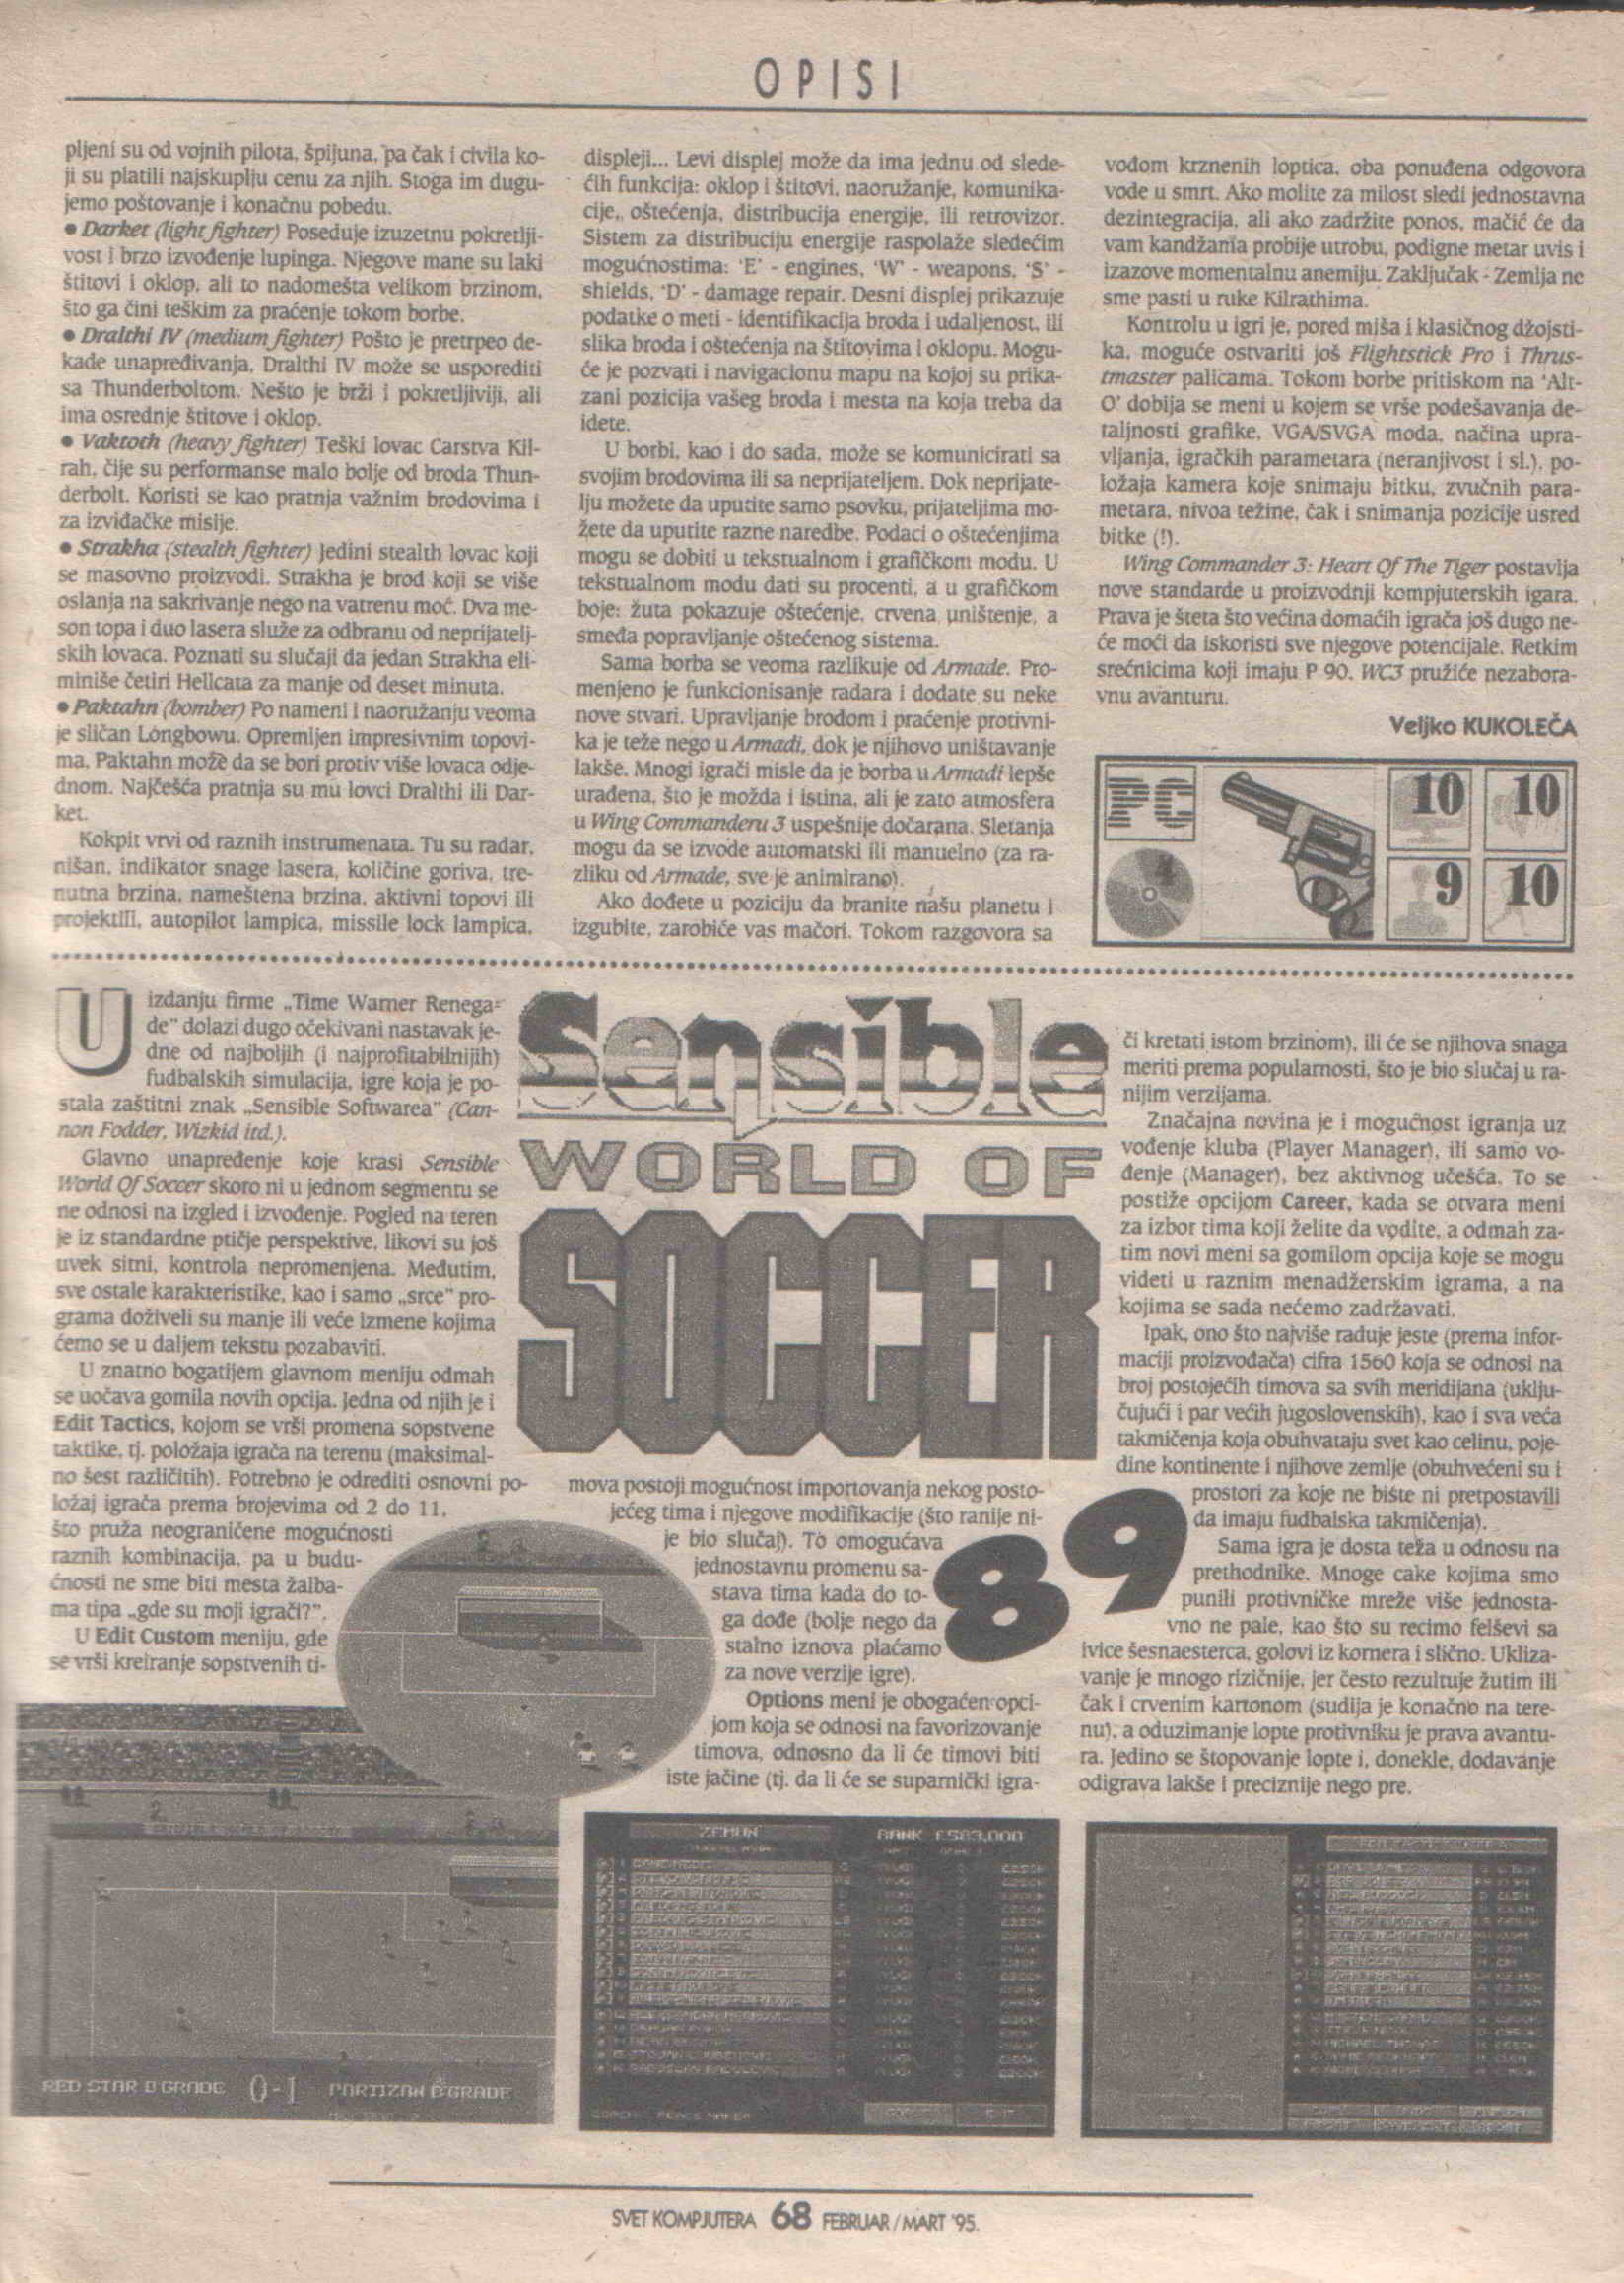 OPISI
pljeni su od vojnih pilota, špijuna, pa čak i civila ko-
ji su platili najskuplju cenu za njih. Stoga im dugu-
jemo poštovanje i konačnu pobedu.
● Darket (light fighter) Poseduje izuzetnu pokretlji-
vost i brzo izvođenje lupinga. Njegove mane su laki
štitovi i oklop, ali to nadomešta velikom brzinom,
što ga čini teškim za praćenje tokom borbe.
● Dralthi IV (medium fighter) Pošto je pretrpeo de-
kade unapređivanja, Dralthi IV može se usporediti
sa Thunderboltom. Nešto je brži i pokretljiviji, ali
ima osrednje štitove i oklop.
● Vaktoth (heavy fighter) Teški lovac Carstva Kil-
rah, čije su performanse malo bolje od broda Thun-
derbolt. Koristi se kao pratnja važnim brodovima i
za izviđačke misije.
● Strakha (stealth fighter) Jedini stealth lovac koji
se masovno proizvodi. Strakha je brod koji se više
oslanja na sakrivanje nego na vatrenu moć. Dva me-
son topa i duo lasera služe za odbranu od neprijatelj-
skih lovaca. Poznati su slučaji da jedan Strakha eli-
miniše četiri Hellcata za manje od deset minuta.
● Paktahn (bomber) Po nameni i naoružanju veoma
je sličan Longbowu. Opremljen impresivnim topovi-
ma, Paktahn može da se bori protiv više lovaca odje-
dnom. Najčešća pratnja su mu lovci Dralthi ili Dar-
ket.
Kokpit vrvi od raznih instrumenata. Tu su radar,
nišan, indikator snage lasera, količine goriva, tre-
nutna brzina, nameštena brzina, aktivni topovi ili
projektili, autopilot lampica, missile lock lampica,
displeji... Levi displej može da ima jednu od slede-
ćih funkcija: oklop i štitovi, naoružanje, komunika-
cije, oštećenja, distribucija energije, ili retrovizor.
Sistem za distribuciju energije raspolaže sledećim
mogućnostima: 'E' - engines, 'W' - weapons, 'S' -
shields, 'D' - damage repair. Desni displej prikazuje
podatke o meti - identifikacija broda i udaljenost, ili
slika broda i oštećenja na štitovima i oklopu. Mogu-
će je pozvati i navigacionu mapu na kojoj su prika-
zani pozicija vašeg broda i mesta na koja treba da
idete.
U borbi, kao i do sada, može se komunicirati sa
svojim brodovima ili sa neprijateljem. Dok neprijate-
lju možete da uputite samo psovku, prijateljima mo-
žete da uputite razne naredbe. Podaci o oštećenjima
mogu se dobiti u tekstualnom i grafičkom modu. U
tekstualnom modu dati su procenti, a u grafičkom
boje: žuta pokazuje oštećenje, crvena uništenje, a
smeđa popravljanje oštećenog sistema.
Sama borba se veoma razlikuje od Armade. Pro-
menjeno je funkcionisanje radara i dodate su neke
nove stvari. Upravljanje brodom i praćenje protivni-
ka je teže nego u Armadi, dok je njihovo uništavanje
lakše. Mnogi igrači misle da je borba u Armadi lepše
urađena, što je možda i istina, ali je zato atmosfera
u Wing Commanderu 3 uspešnije dočarana. Sletanja
mogu da se izvode automatski ili manuelno (za ra-
zliku od Armade, sve je animirano).
Ako dođete u poziciju da branite našu planetu i
izgubite, zarobiće vas mačori. Tokom razgovora sa
vođom krznenih loptica, oba ponuđena odgovora
vode u smrt. Ako molite za milost sledi jednostavna
dezintegracija, ali ako zadržite ponos, mačić će da
vam kandžama probije utrobu, podigne metar uvis i
izazove momentalnu anemiju. Zaključak - Zemlja ne
sme pasti u ruke Kilrathima.
Kontrolu u igri je, pored miša i klasičnog džojsti-
ka, moguće ostvariti još Flightstick Pro i Thrus-
tmaster palicama. Tokom borbe pritiskom na 'Alt-
O' dobija se meni u kojem se vrše podešavanja de-
taljnosti grafike, VGA/SVGA moda, načina upra-
vljanja, igračkih parametara (neranjivost i sl.), po-
ložaja kamera koje snimaju bitku, zvučnih para-
metara, nivoa težine, čak i snimanja pozicije usred
bitke (!).
Wing Commander 3: Heart Of The Tiger postavlja
nove standarde u proizvodnji kompjuterskih igara.
Prava je šteta što većina domaćih igrača još dugo ne-
će moći da iskoristi sve njegove potencijale. Retkim
srećnicima koji imaju P 90, WC3 pružiće nezabora-
vnu avanturu.
Veljko KUKOLEČA
PC
10
10
4
9
10
U izdanju firme „Time Warner Renega-
de" dolazi dugo očekivani nastavak je-
dne od najboljih (i najprofitabilnijih)
fudbalskih simulacija, igre koja je po-
stala zaštitni znak „Sensible Softwarea" (Can-
non Fodder, Wizkid itd.).
Glavno unapređenje koje krasi Sensible
World Of Soccer skoro ni u jednom segmentu se
ne odnosi na izgled i izvođenje. Pogled na teren
je iz standardne ptičje perspektive, likovi su još
uvek sitni, kontrola nepromenjena. Međutim,
sve ostale karakteristike, kao i samo „srce" pro-
grama doživeli su manje ili veće izmene kojima
ćemo se u daljem tekstu pozabaviti.
U znatno bogatijem glavnom meniju odmah
se uočava gomila novih opcija. Jedna od njih je i
Edit Tactics, kojom se vrši promena sopstvene
taktike, tj. položaja igrača na terenu (maksimal-
no šest različitih). Potrebno je odrediti osnovni po-
ložaj igrača prema brojevima od 2 do 11,
što pruža neograničene mogućnosti
raznih kombinacija, pa u budu-
ćnosti ne sme biti mesta žalba-
ma tipa „gde su moji igrači?".
U Edit Custom meniju, gde
se vrši kreiranje sopstvenih ti-
Sensible
WORLD OF
SOCCER
mova postoji mogućnost importovanja nekog posto-
jećeg tima i njegove modifikacije (što ranije ni-
je bio slučaj). To omogućava
jednostavnu promenu sa-
stava tima kada do to-
ga dođe (bolje nego da
stalno iznova plaćamo
za nove verzije igre).
Options meni je obogaćen opci-
jom koja se odnosi na favorizovanje
timova, odnosno da li će timovi biti
iste jačine (tj. da li će se suparnički igra-
89
či kretati istom brzinom), ili će se njihova snaga
meriti prema popularnosti, što je bio slučaj u ra-
nijim verzijama.
Značajna novina je i mogućnost igranja uz
vođenje kluba (Player Manager), ili samo vo-
đenje (Manager), bez aktivnog učešća. To se
postiže opcijom Career, kada se otvara meni
za izbor tima koji želite da vodite, a odmah za-
tim novi meni sa gomilom opcija koje se mogu
videti u raznim menadžerskim igrama, a na
kojima se sada nećemo zadržavati.
Ipak, ono što najviše raduje jeste (prema infor-
maciji proizvođača) cifra 1560 koja se odnosi na
broj postojećih timova sa svih meridijana (uklju-
čujući i par većih jugoslovenskih), kao i sva veća
takmičenja koja obuhvataju svet kao celinu, poje-
dine kontinente i njihove zemlje (obuhvećeni su i
prostori za koje ne biste ni pretpostavili
da imaju fudbalska takmičenja).
Sama igra je dosta teža u odnosu na
prethodnike. Mnoge cake kojima smo
punili protivničke mreže više jednosta-
vno ne pale, kao što su recimo felševi sa
ivice šesnaesterca, golovi iz kornera i slično. Ukliza-
vanje je mnogo rizičnije, jer često rezultuje žutim ili
čak i crvenim kartonom (sudija je konačno na tere-
nu), a oduzimanje lopte protivniku je prava avantu-
ra. Jedino se štopovanje lopte i, donekle, dodavanje
odigrava lakše i preciznije nego pre.
RED STAR B GRADE 0-1 PARTIZAN B GRADE
ZEMUN
BANK £583,000
EXIT
SVET KOMPJUTERA 68 FEBRUAR / MART '95.